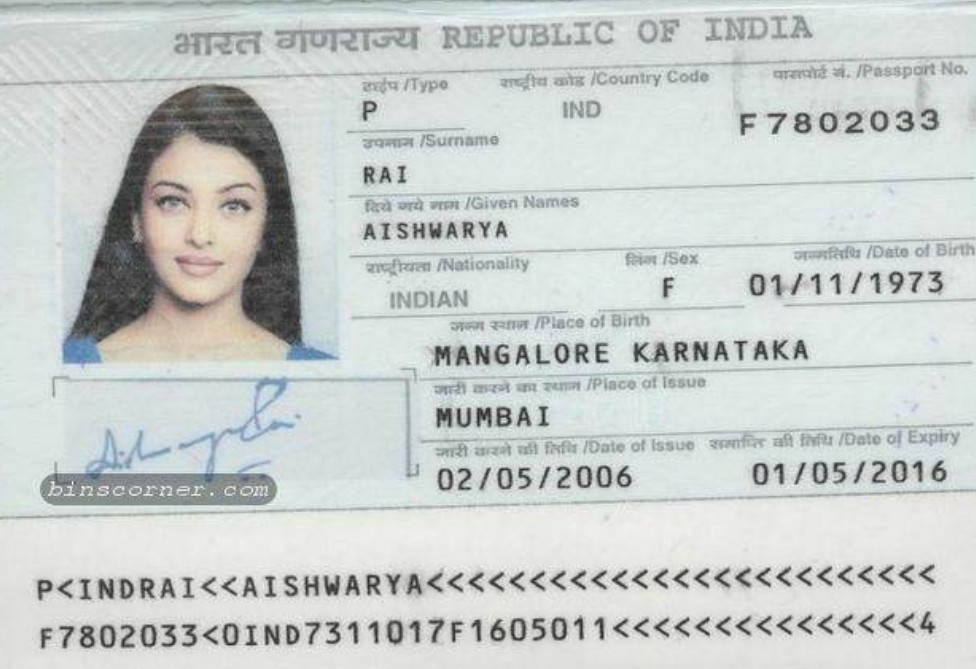 भारत गणराज्य REPUBLIC OF INDIA
टाईप /Type राष्ट्रीय कोड /Country Code पासपोर्ट नं. /Passport No.
P IND F7802033
उपनाम /Surname
RAI
दिये गये नाम /Given Names
AISHWARYA
राष्ट्रीयता /Nationality लिंग /Sex जन्मतिथि /Date of Birth
INDIAN F 01/11/1973
जन्म स्थान /Place of Birth
MANGALORE KARNATAKA
जारी करने का स्थान /Place of Issue
MUMBAI
जारी करने की तिथि /Date of Issue समाप्ति की तिथि /Date of Expiry
02/05/2006 01/05/2016
binscorner.com
P<INDRAI<<AISHWARYA<<<<<<<<<<<<<<<<<<<<<<<<<
F7802033<0IND7311017F1605011<<<<<<<<<<<<<<<4